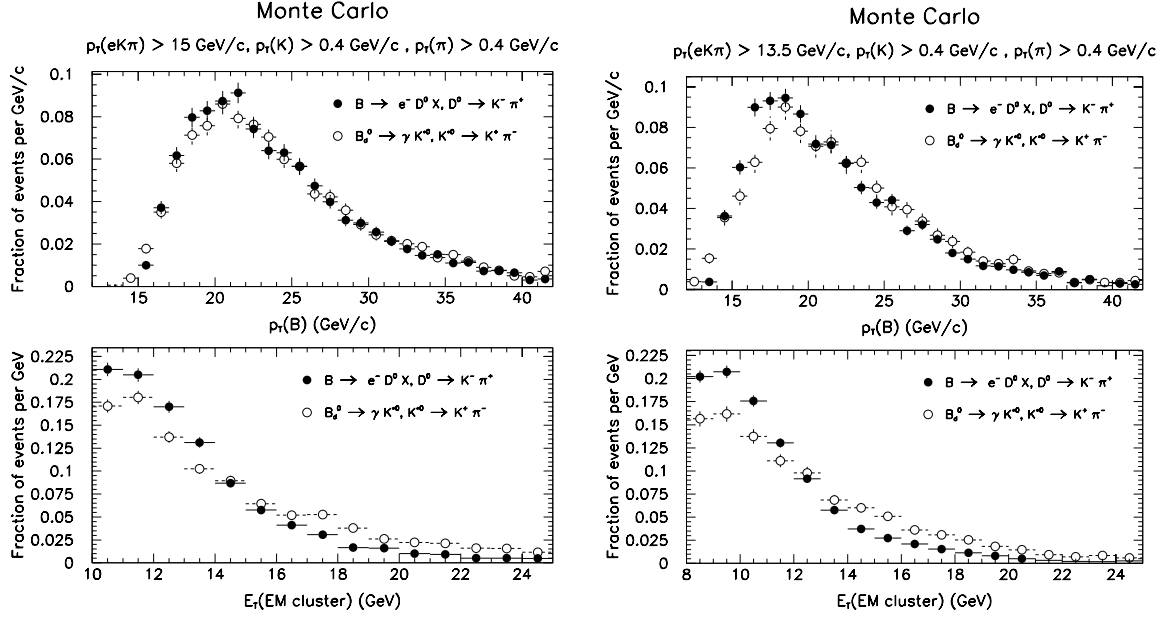 Monte Carlo
p_T(eKπ) > 15 GeV/c, p_T(K) > 0.4 GeV/c , p_T(π) > 0.4 GeV/c
Fraction of events per GeV/c
0.1
0.08
0.06
0.04
0.02
0
● B → e⁻ D⁰ X, D⁰ → K⁻ π⁺
○ B_d⁰ → γ K*⁰, K*⁰ → K⁺ π⁻
15 20 25 30 35 40
p_T(B) (GeV/c)
Fraction of events per GeV
0.225
0.2
0.175
0.15
0.125
0.1
0.075
0.05
0.025
0
● B → e⁻ D⁰ X, D⁰ → K⁻ π⁺
○ B_d⁰ → γ K*⁰, K*⁰ → K⁺ π⁻
10 12 14 16 18 20 22 24
E_T(EM cluster) (GeV)
Monte Carlo
p_T(eKπ) > 13.5 GeV/c, p_T(K) > 0.4 GeV/c , p_T(π) > 0.4 GeV/c
Fraction of events per GeV/c
0.1
0.08
0.06
0.04
0.02
0
● B → e⁻ D⁰ X, D⁰ → K⁻ π⁺
○ B_d⁰ → γ K*⁰, K*⁰ → K⁺ π⁻
15 20 25 30 35 40
p_T(B) (GeV/c)
Fraction of events per GeV
0.225
0.2
0.175
0.15
0.125
0.1
0.075
0.05
0.025
0
● B → e⁻ D⁰ X, D⁰ → K⁻ π⁺
○ B_d⁰ → γ K*⁰, K*⁰ → K⁺ π⁻
8 10 12 14 16 18 20 22 24
E_T(EM cluster) (GeV)